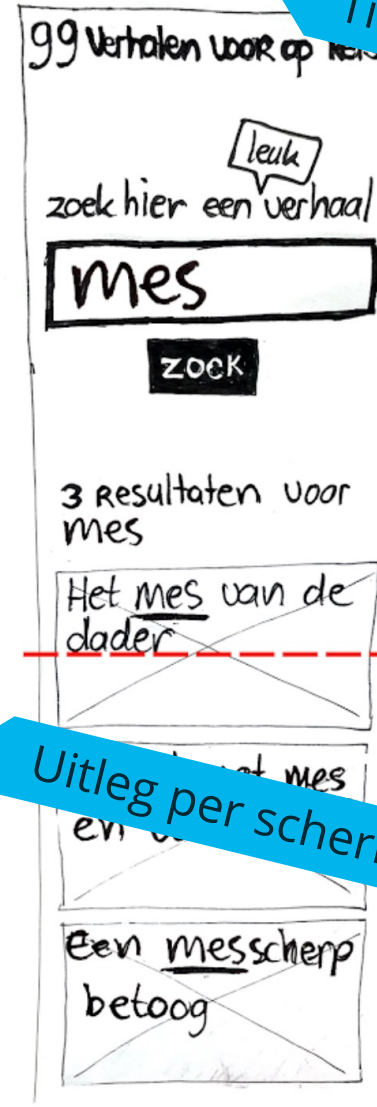 99 Verhalen voor op
leuk
zoek hier een verhaal
mes
zoek
3 Resultaten voor
mes
Het mes van de
dader
mes
Uitleg per
en
Een messcherp
betoog